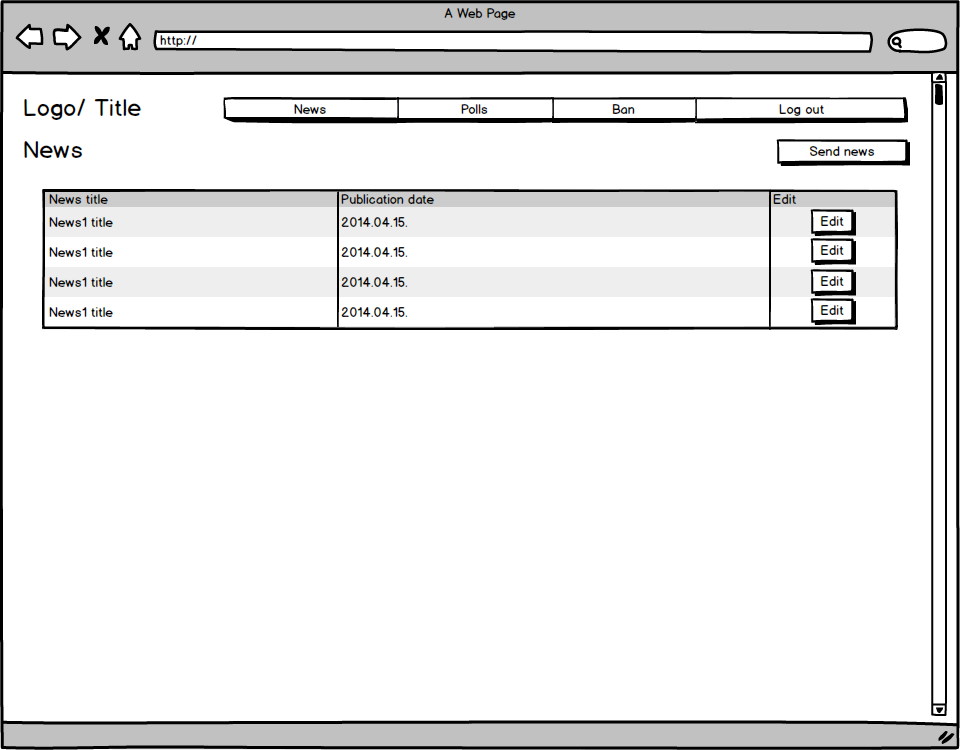 A Web Page
http://
Logo/ Title
News Polls Ban Log out
News
Send news
News title Publication date Edit
News1 title 2014.04.15. Edit
News1 title 2014.04.15. Edit
News1 title 2014.04.15. Edit
News1 title 2014.04.15. Edit